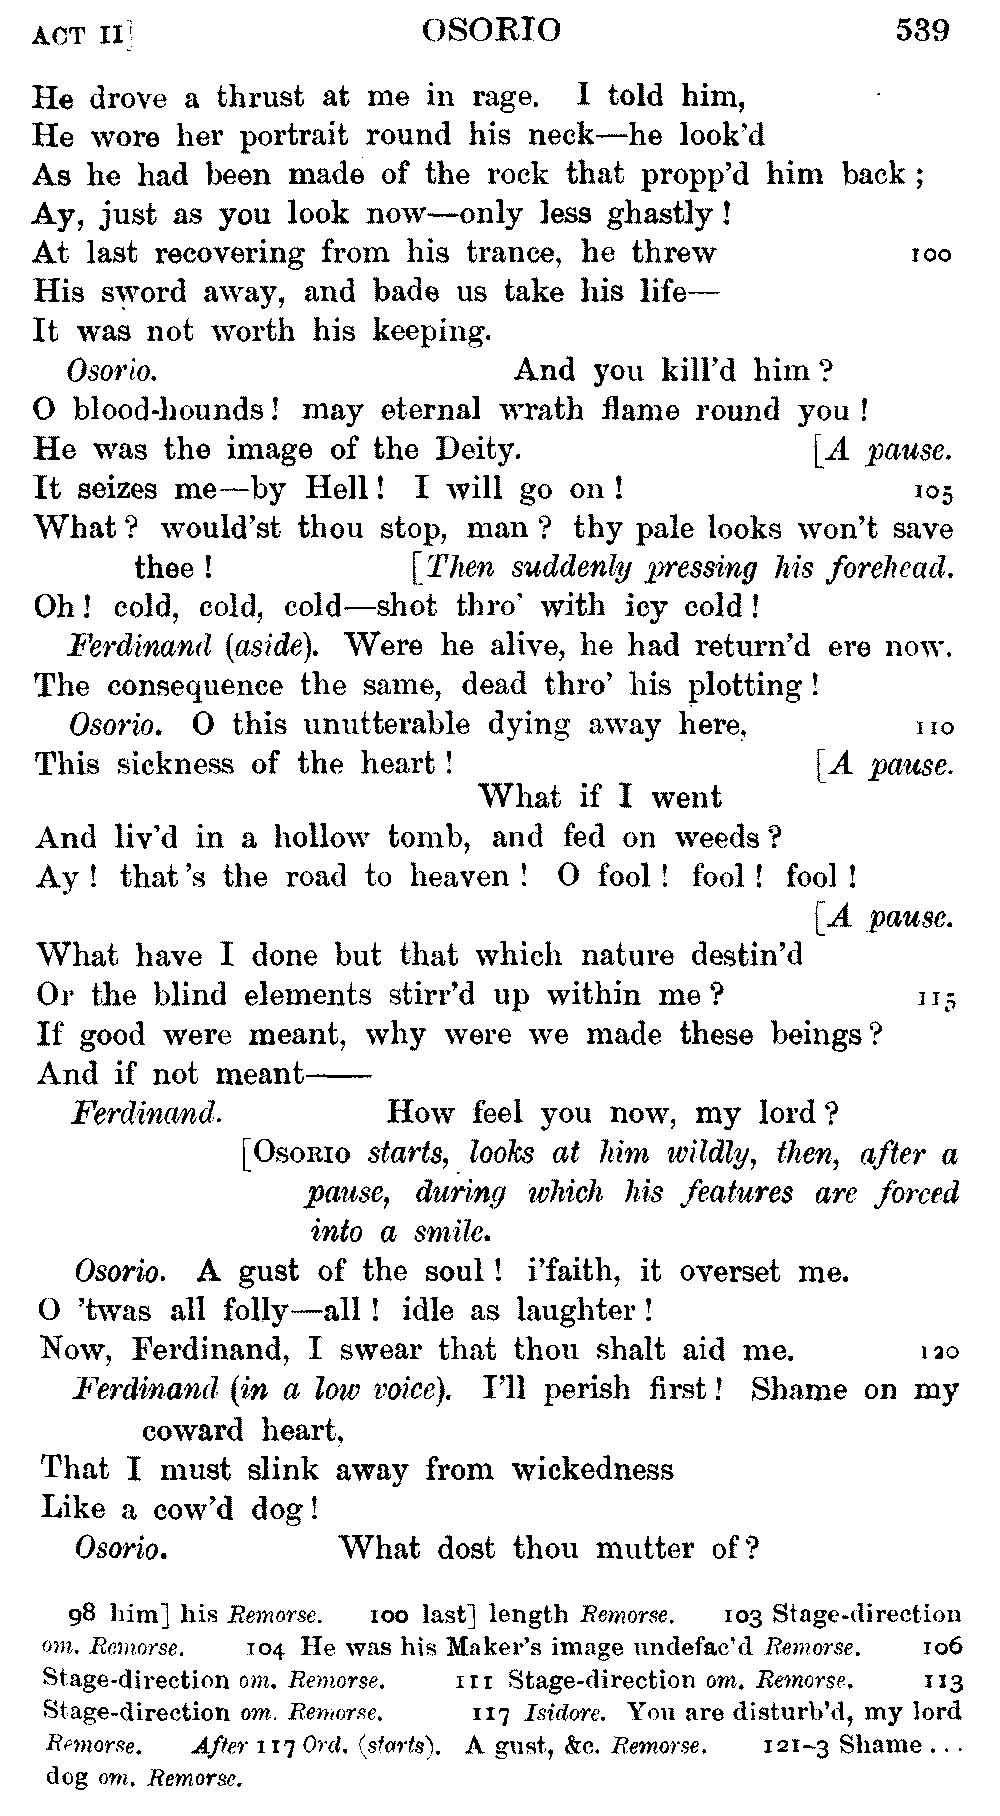 ACT II] OSORIO 539
He drove a thrust at me in rage. I told him,
He wore her portrait round his neck—he look'd
As he had been made of the rock that propp'd him back;
Ay, just as you look now—only less ghastly!
At last recovering from his trance, he threw 100
His sword away, and bade us take his life—
It was not worth his keeping.
Osorio. And you kill'd him?
O blood-hounds! may eternal wrath flame round you!
He was the image of the Deity. [A pause.
It seizes me—by Hell! I will go on! 105
What? would'st thou stop, man? thy pale looks won't save
thee! [Then suddenly pressing his forehead.
Oh! cold, cold, cold—shot thro' with icy cold!
Ferdinand (aside). Were he alive, he had return'd ere now.
The consequence the same, dead thro' his plotting!
Osorio. O this unutterable dying away here, 110
This sickness of the heart! [A pause.
What if I went
And liv'd in a hollow tomb, and fed on weeds?
Ay! that's the road to heaven! O fool! fool! fool!
[A pause.
What have I done but that which nature destin'd
Or the blind elements stirr'd up within me? 115
If good were meant, why were we made these beings?
And if not meant——
Ferdinand. How feel you now, my lord?
[OSORIO starts, looks at him wildly, then, after a
pause, during which his features are forced
into a smile.
Osorio. A gust of the soul! i'faith, it overset me.
O 'twas all folly—all! idle as laughter!
Now, Ferdinand, I swear that thou shalt aid me. 120
Ferdinand (in a low voice). I'll perish first! Shame on my
coward heart,
That I must slink away from wickedness
Like a cow'd dog!
Osorio. What dost thou mutter of?
98 him] his Remorse. 100 last] length Remorse. 103 Stage-direction
om. Remorse. 104 He was his Maker's image undefac'd Remorse. 106
Stage-direction om. Remorse. 111 Stage-direction om. Remorse. 113
Stage-direction om. Remorse. 117 Isidore. You are disturb'd, my lord
Remorse. After 117 Ord. (starts). A gust, &c. Remorse. 121-3 Shame . . .
dog om. Remorse.